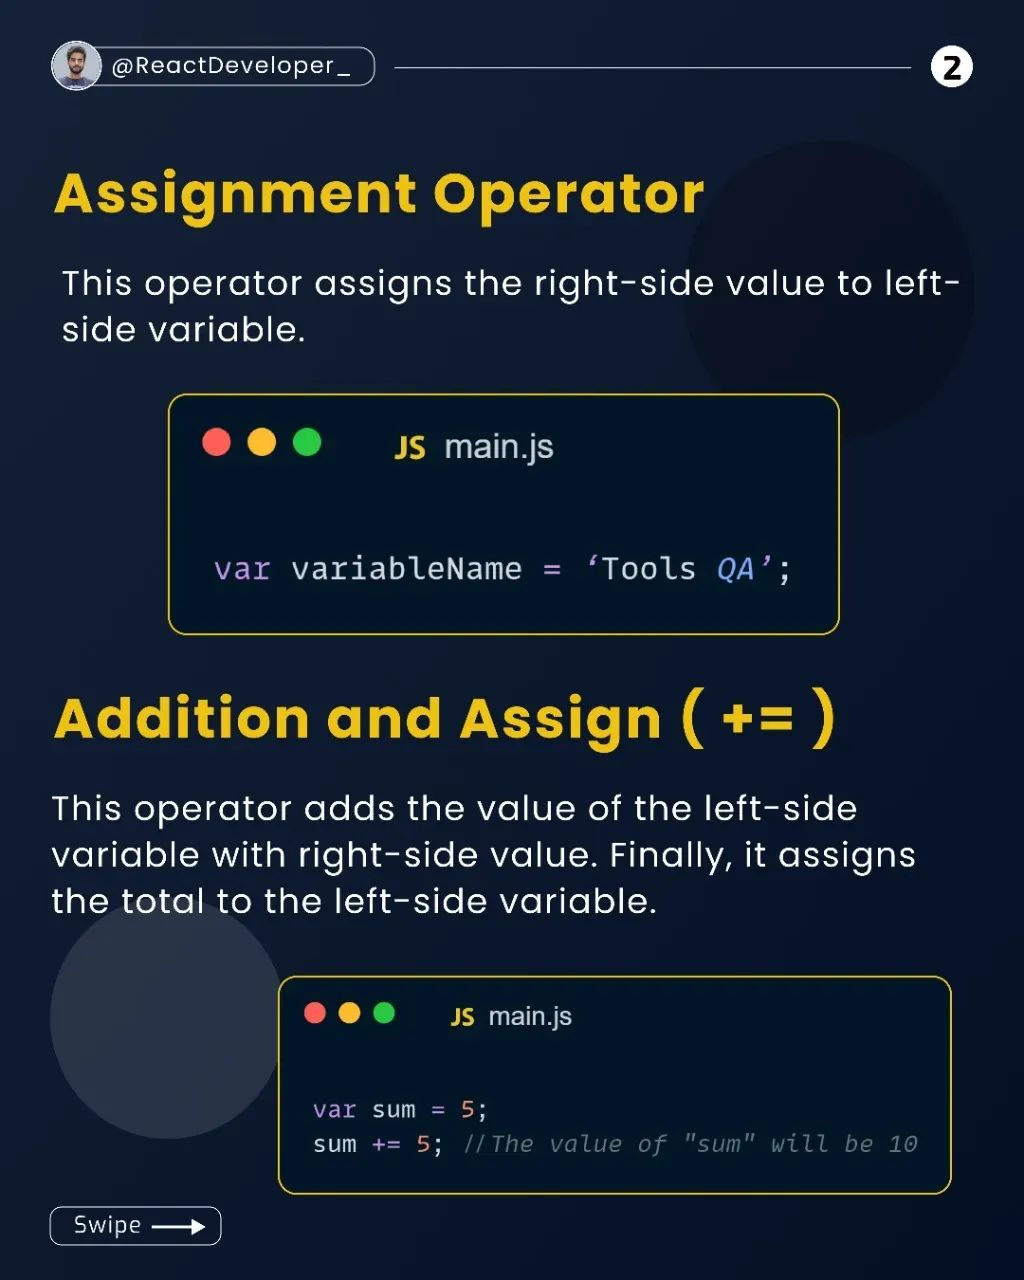 @ReactDeveloper_
2
Assignment Operator
This operator assigns the right-side value to left-
side variable.
JS main.js
var variableName = ‘Tools QA’;
Addition and Assign ( += )
This operator adds the value of the left-side
variable with right-side value. Finally, it assigns
the total to the left-side variable.
JS main.js
var sum = 5;
sum += 5; //The value of "sum" will be 10
Swipe